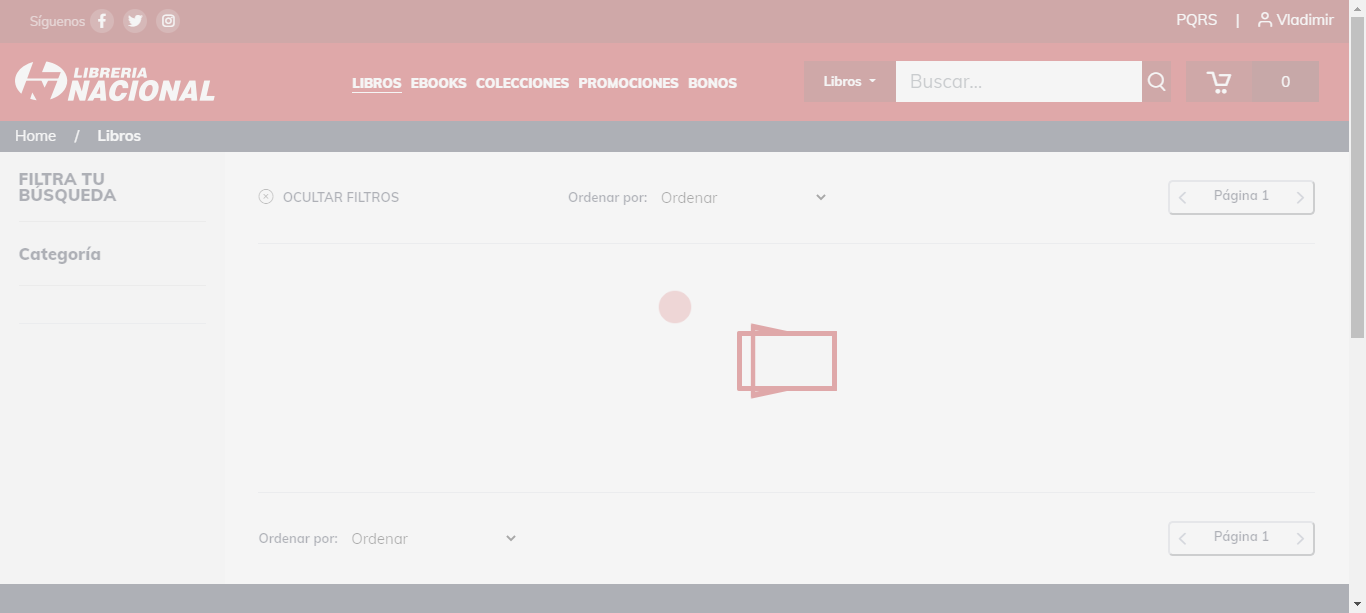 Síguenos
PQRS | Vladimir
LIBRERIA
NACIONAL
LIBROS EBOOKS COLECCIONES PROMOCIONES BONOS
Libros Buscar... 0
Home / Libros
FILTRA TU
BÚSQUEDA
Categoría
OCULTAR FILTROS
Ordenar por: Ordenar
Página 1
Ordenar por: Ordenar
Página 1